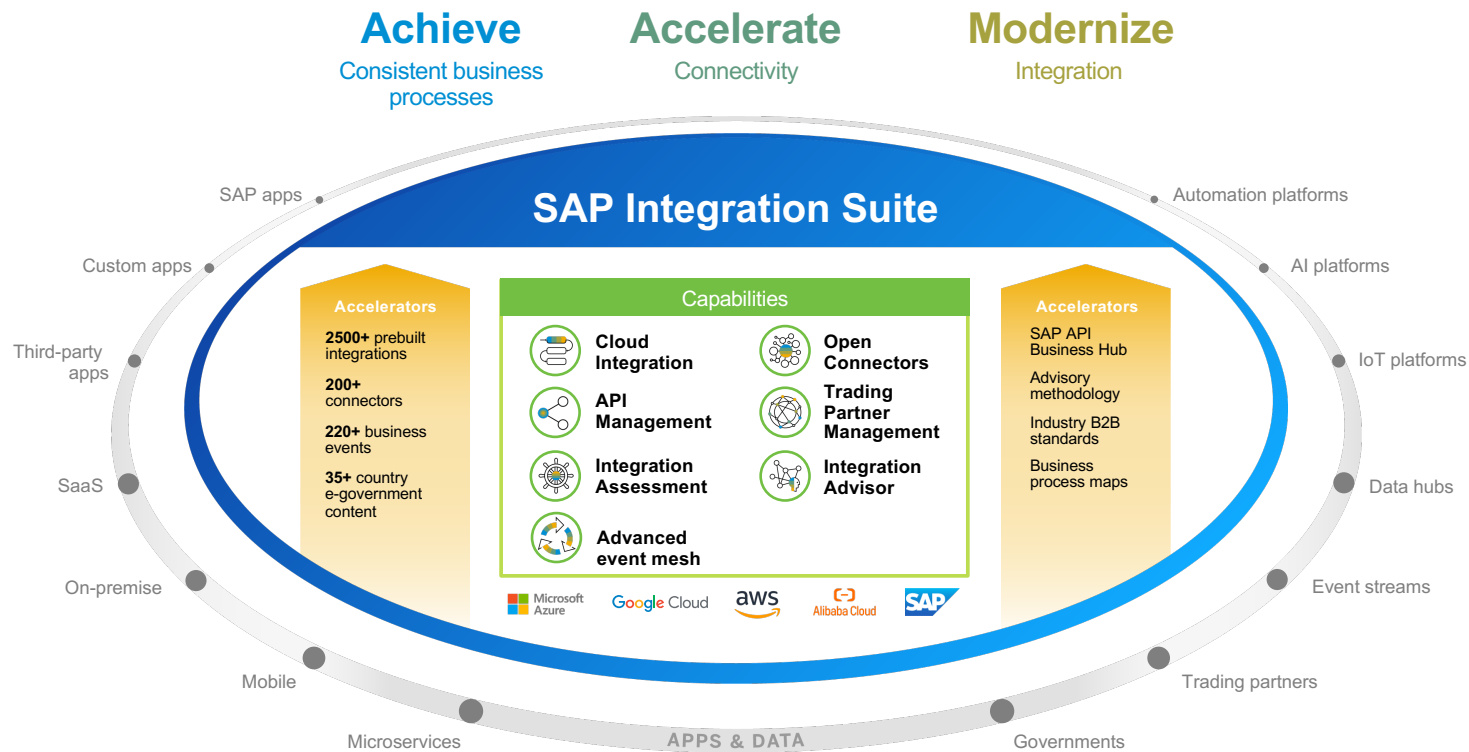 Achieve
Consistent business
processes
Accelerate
Connectivity
Modernize
Integration
SAP Integration Suite
SAP apps
Custom apps
Third-party
apps
SaaS
On-premise
Mobile
Microservices
Accelerators
2500+ prebuilt
integrations
200+
connectors
220+ business
events
35+ country
e-government
content
Capabilities
Cloud
Integration
Open
Connectors
API
Management
Trading
Partner
Management
Integration
Assessment
Integration
Advisor
Advanced
event mesh
Microsoft
Azure
Google Cloud
aws
Alibaba Cloud
SAP
Accelerators
SAP API
Business Hub
Advisory
methodology
Industry B2B
standards
Business
process maps
Automation platforms
AI platforms
IoT platforms
Data hubs
Event streams
Trading partners
Governments
APPS & DATA